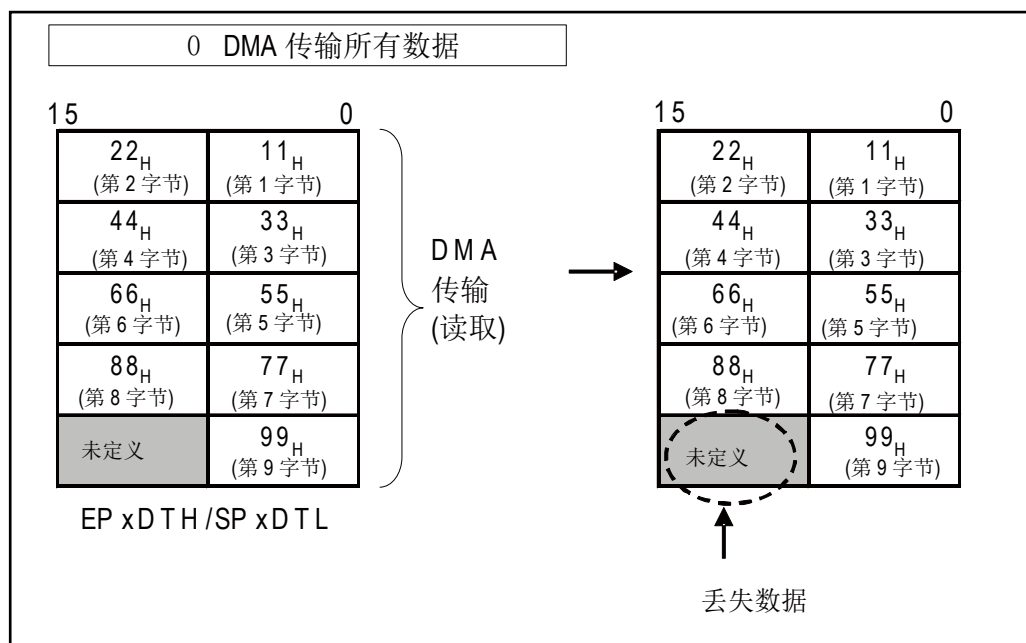 0 DMA 传输所有数据
15 0
22H 11H
(第 2 字节) (第 1 字节)
44H 33H
(第 4 字节) (第 3 字节)
66H 55H
(第 6 字节) (第 5 字节)
88H 77H
(第 8 字节) (第 7 字节)
未定义 99H
(第 9 字节)
EPxDTH/SPxDTL
DMA
传输
(读取)
15 0
22H 11H
(第 2 字节) (第 1 字节)
44H 33H
(第 4 字节) (第 3 字节)
66H 55H
(第 6 字节) (第 5 字节)
88H 77H
(第 8 字节) (第 7 字节)
未定义 99H
(第 9 字节)
丢失数据